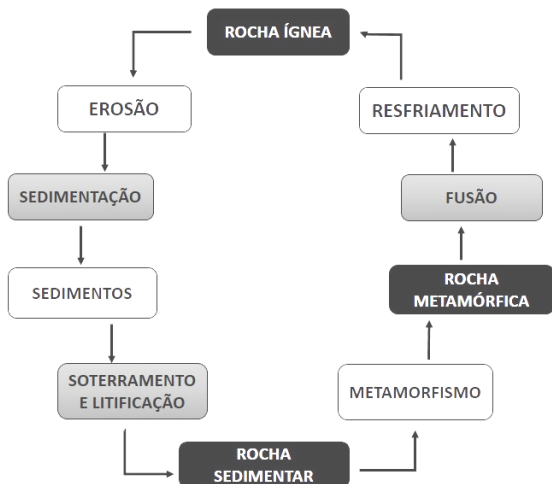 ROCHA ÍGNEA
EROSÃO
SEDIMENTAÇÃO
SEDIMENTOS
SOTERRAMENTO
E LITIFICAÇÃO
ROCHA
SEDIMENTAR
METAMORFISMO
ROCHA
METAMÓRFICA
FUSÃO
RESFRIAMENTO